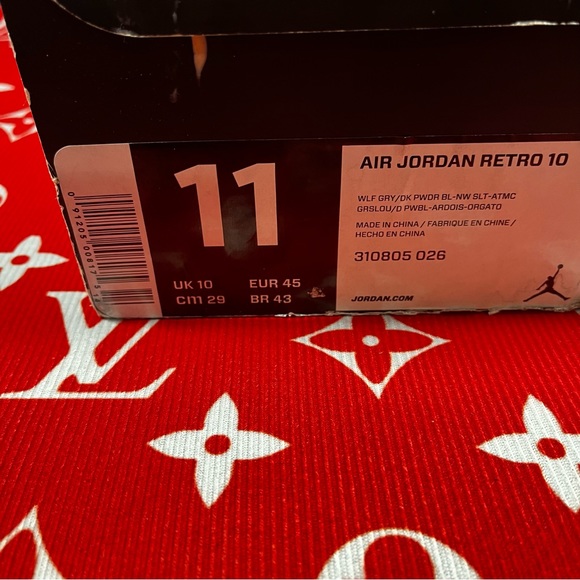 AIR JORDAN RETRO 10
WLF GRY/DK PWDR BL-NW SLT-ATMC
GRSLOU/D PWBL-ARDOIS-ORGATO
MADE IN CHINA / FABRIQUE EN CHINE /
HECHO EN CHINA
310805 026
JORDAN.COM
11
UK 10 EUR 45
CM 29 BR 43
LV